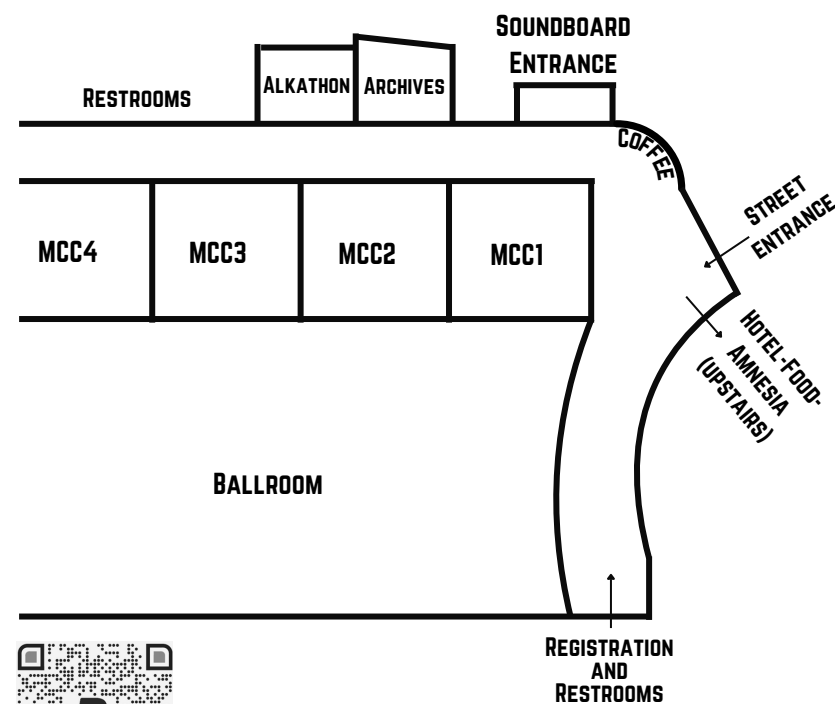 Soundboard
Entrance
Restrooms
Alkathon
Archives
Coffee
Street
Entrance
MCC4
MCC3
MCC2
MCC1
Hotel-Food-
Amnesia
(upstairs)
Ballroom
Registration
and
Restrooms